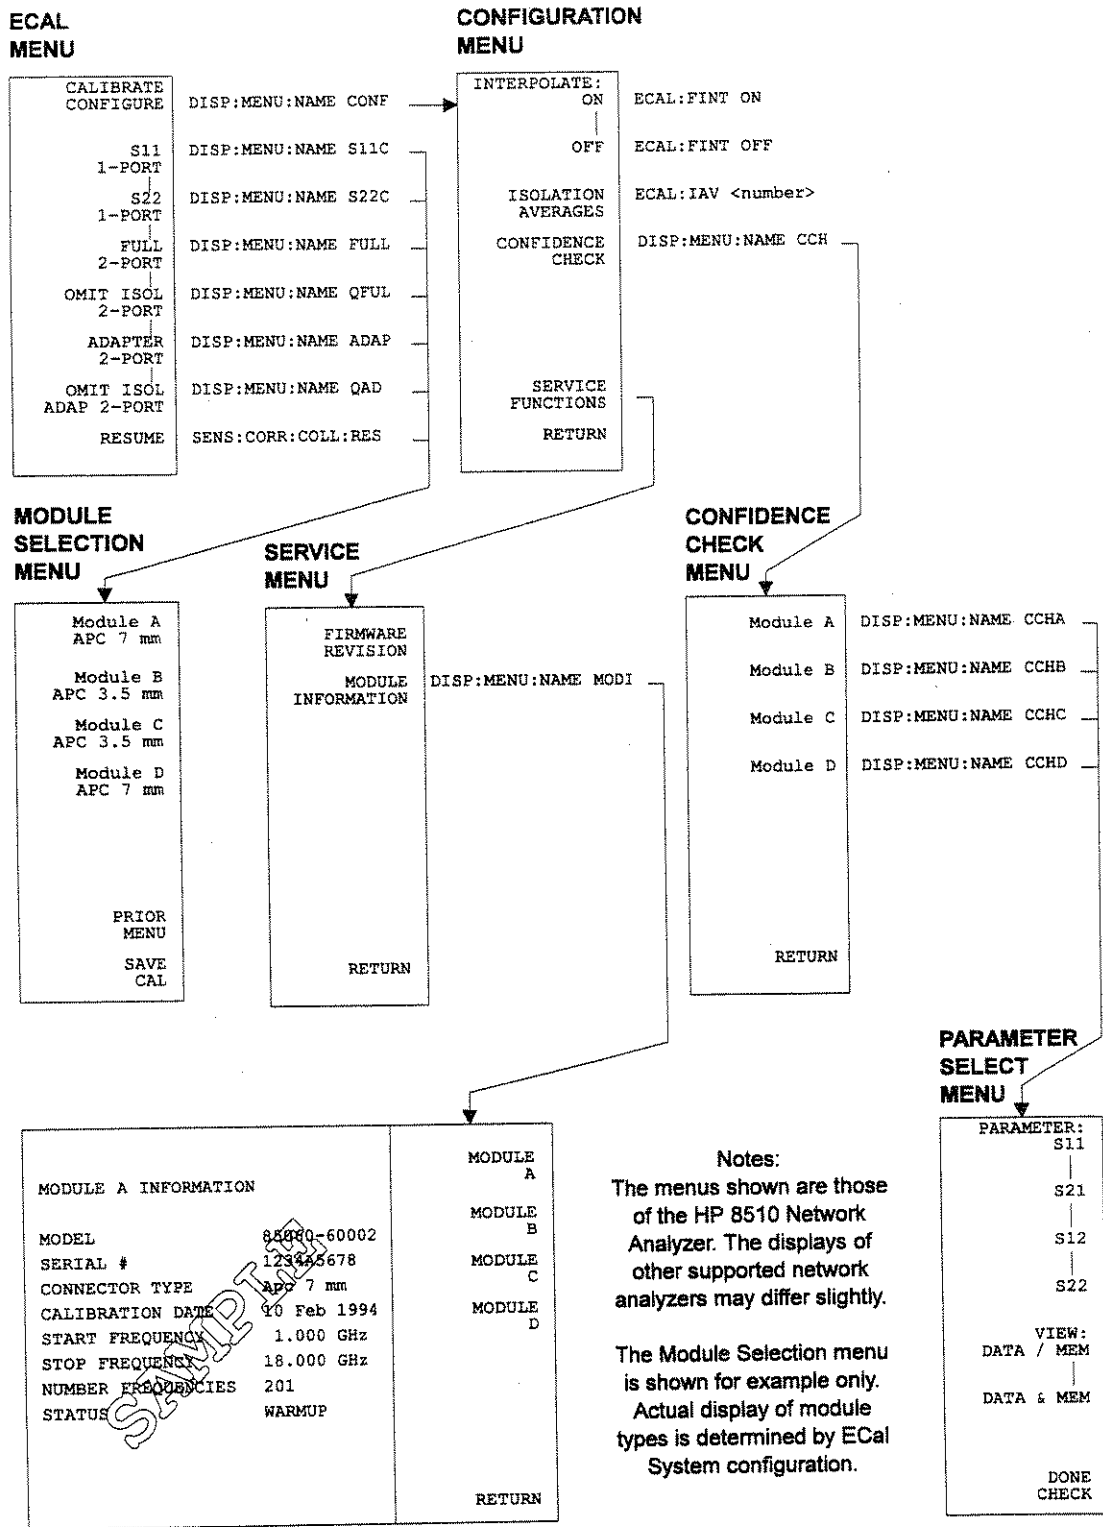 ECAL
MENU
CALIBRATE
CONFIGURE
DISP:MENU:NAME CONF
S11
1-PORT
DISP:MENU:NAME S11C
S22
1-PORT
DISP:MENU:NAME S22C
FULL
2-PORT
DISP:MENU:NAME FULL
OMIT ISOL
2-PORT
DISP:MENU:NAME QFUL
ADAPTER
2-PORT
DISP:MENU:NAME ADAP
OMIT ISOL
ADAP 2-PORT
DISP:MENU:NAME QAD
RESUME
SENS:CORR:COLL:RES
CONFIGURATION
MENU
INTERPOLATE:
ON
ECAL:FINT ON
OFF
ECAL:FINT OFF
ISOLATION
AVERAGES
ECAL:IAV <number>
CONFIDENCE
CHECK
DISP:MENU:NAME CCH
SERVICE
FUNCTIONS
RETURN
MODULE
SELECTION
MENU
Module A
APC 7 mm
Module B
APC 3.5 mm
Module C
APC 3.5 mm
Module D
APC 7 mm
PRIOR
MENU
SAVE
CAL
SERVICE
MENU
FIRMWARE
REVISION
MODULE
INFORMATION
DISP:MENU:NAME MODI
RETURN
CONFIDENCE
CHECK
MENU
Module A
DISP:MENU:NAME CCHA
Module B
DISP:MENU:NAME CCHB
Module C
DISP:MENU:NAME CCHC
Module D
DISP:MENU:NAME CCHD
RETURN
MODULE A INFORMATION
MODEL 85060-60002
SERIAL # 1234A5678
CONNECTOR TYPE Apc 7 mm
CALIBRATION DATE 10 Feb 1994
START FREQUENCY 1.000 GHz
STOP FREQUENCY 18.000 GHz
NUMBER FREQUENCIES 201
STATUS WARMUP
SAMPLE
MODULE
A
MODULE
B
MODULE
C
MODULE
D
RETURN
Notes:
The menus shown are those
of the HP 8510 Network
Analyzer. The displays of
other supported network
analyzers may differ slightly.
The Module Selection menu
is shown for example only.
Actual display of module
types is determined by ECal
System configuration.
PARAMETER
SELECT
MENU
PARAMETER:
S11
S21
S12
S22
VIEW:
DATA / MEM
DATA & MEM
DONE
CHECK